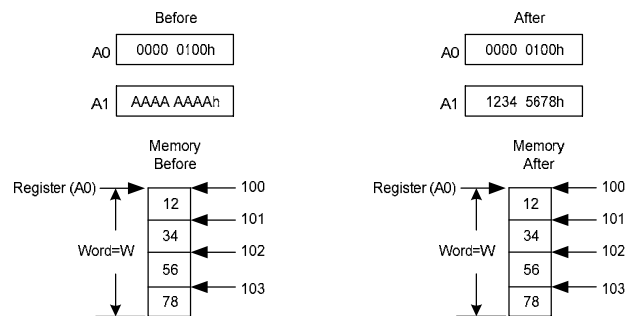 Before
After
A0 0000 0100h
A0 0000 0100h
A1 AAAA AAAAh
A1 1234 5678h
Memory
Before
Memory
After
Register (A0)
100
12
101
34
Word=W
102
56
103
78
Register (A0)
100
12
101
34
Word=W
102
56
103
78